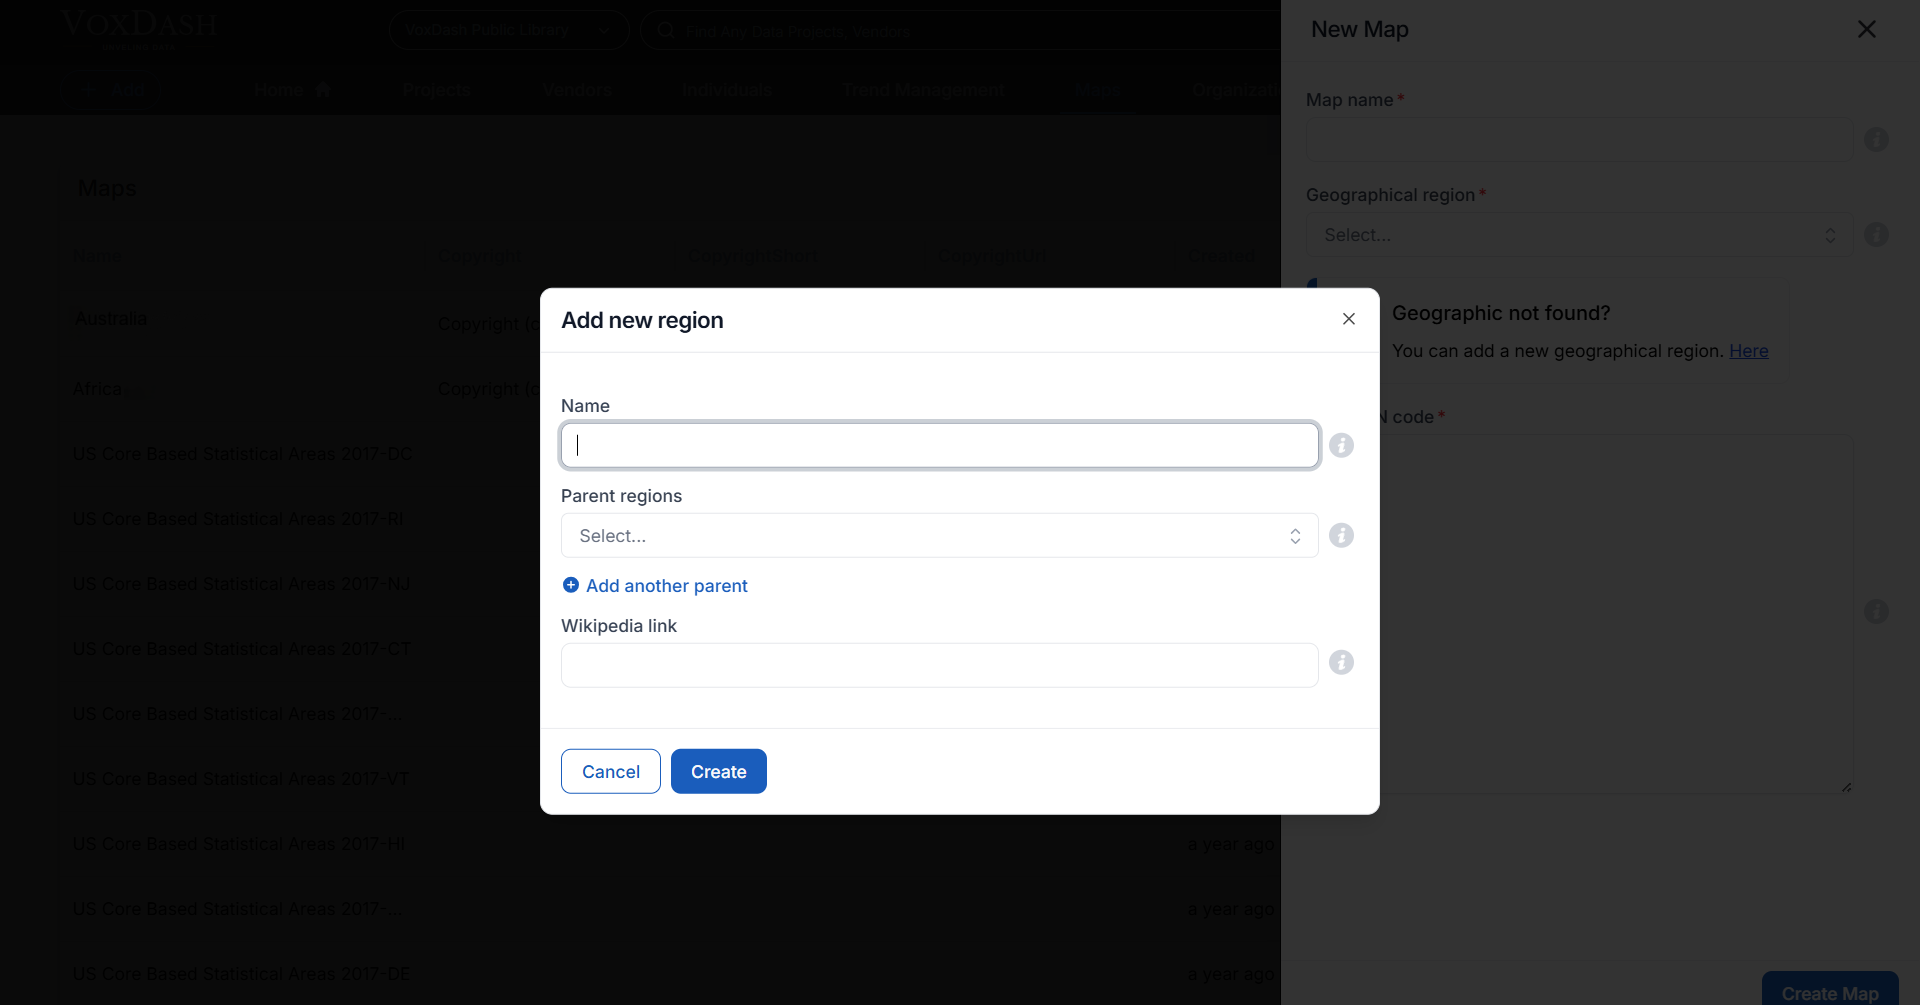 VOXDASH
VoxDash Public Library
Find Any Data Projects, Vendors
New Map
Add
Home
Projects
Vendors
Individuals
Trend Management
Maps
Organizati
Map name*
Maps
Geographical region*
Select...
Name
Copyright
CopyrightShort
CopyrightUrl
Created
Geographic not found?
You can add a new geographical region. Here
Australia
Copyright (c
Africa
Copyright (c
N code*
Add new region
Name
Parent regions
Select...
Add another parent
Wikipedia link
Cancel
Create
US Core Based Statistical Areas 2017-DC
US Core Based Statistical Areas 2017-RI
US Core Based Statistical Areas 2017-NJ
US Core Based Statistical Areas 2017-CT
US Core Based Statistical Areas 2017-...
US Core Based Statistical Areas 2017-VT
US Core Based Statistical Areas 2017-HI
a year ago
US Core Based Statistical Areas 2017-...
a year ago
US Core Based Statistical Areas 2017-DE
a year ago
Create Map